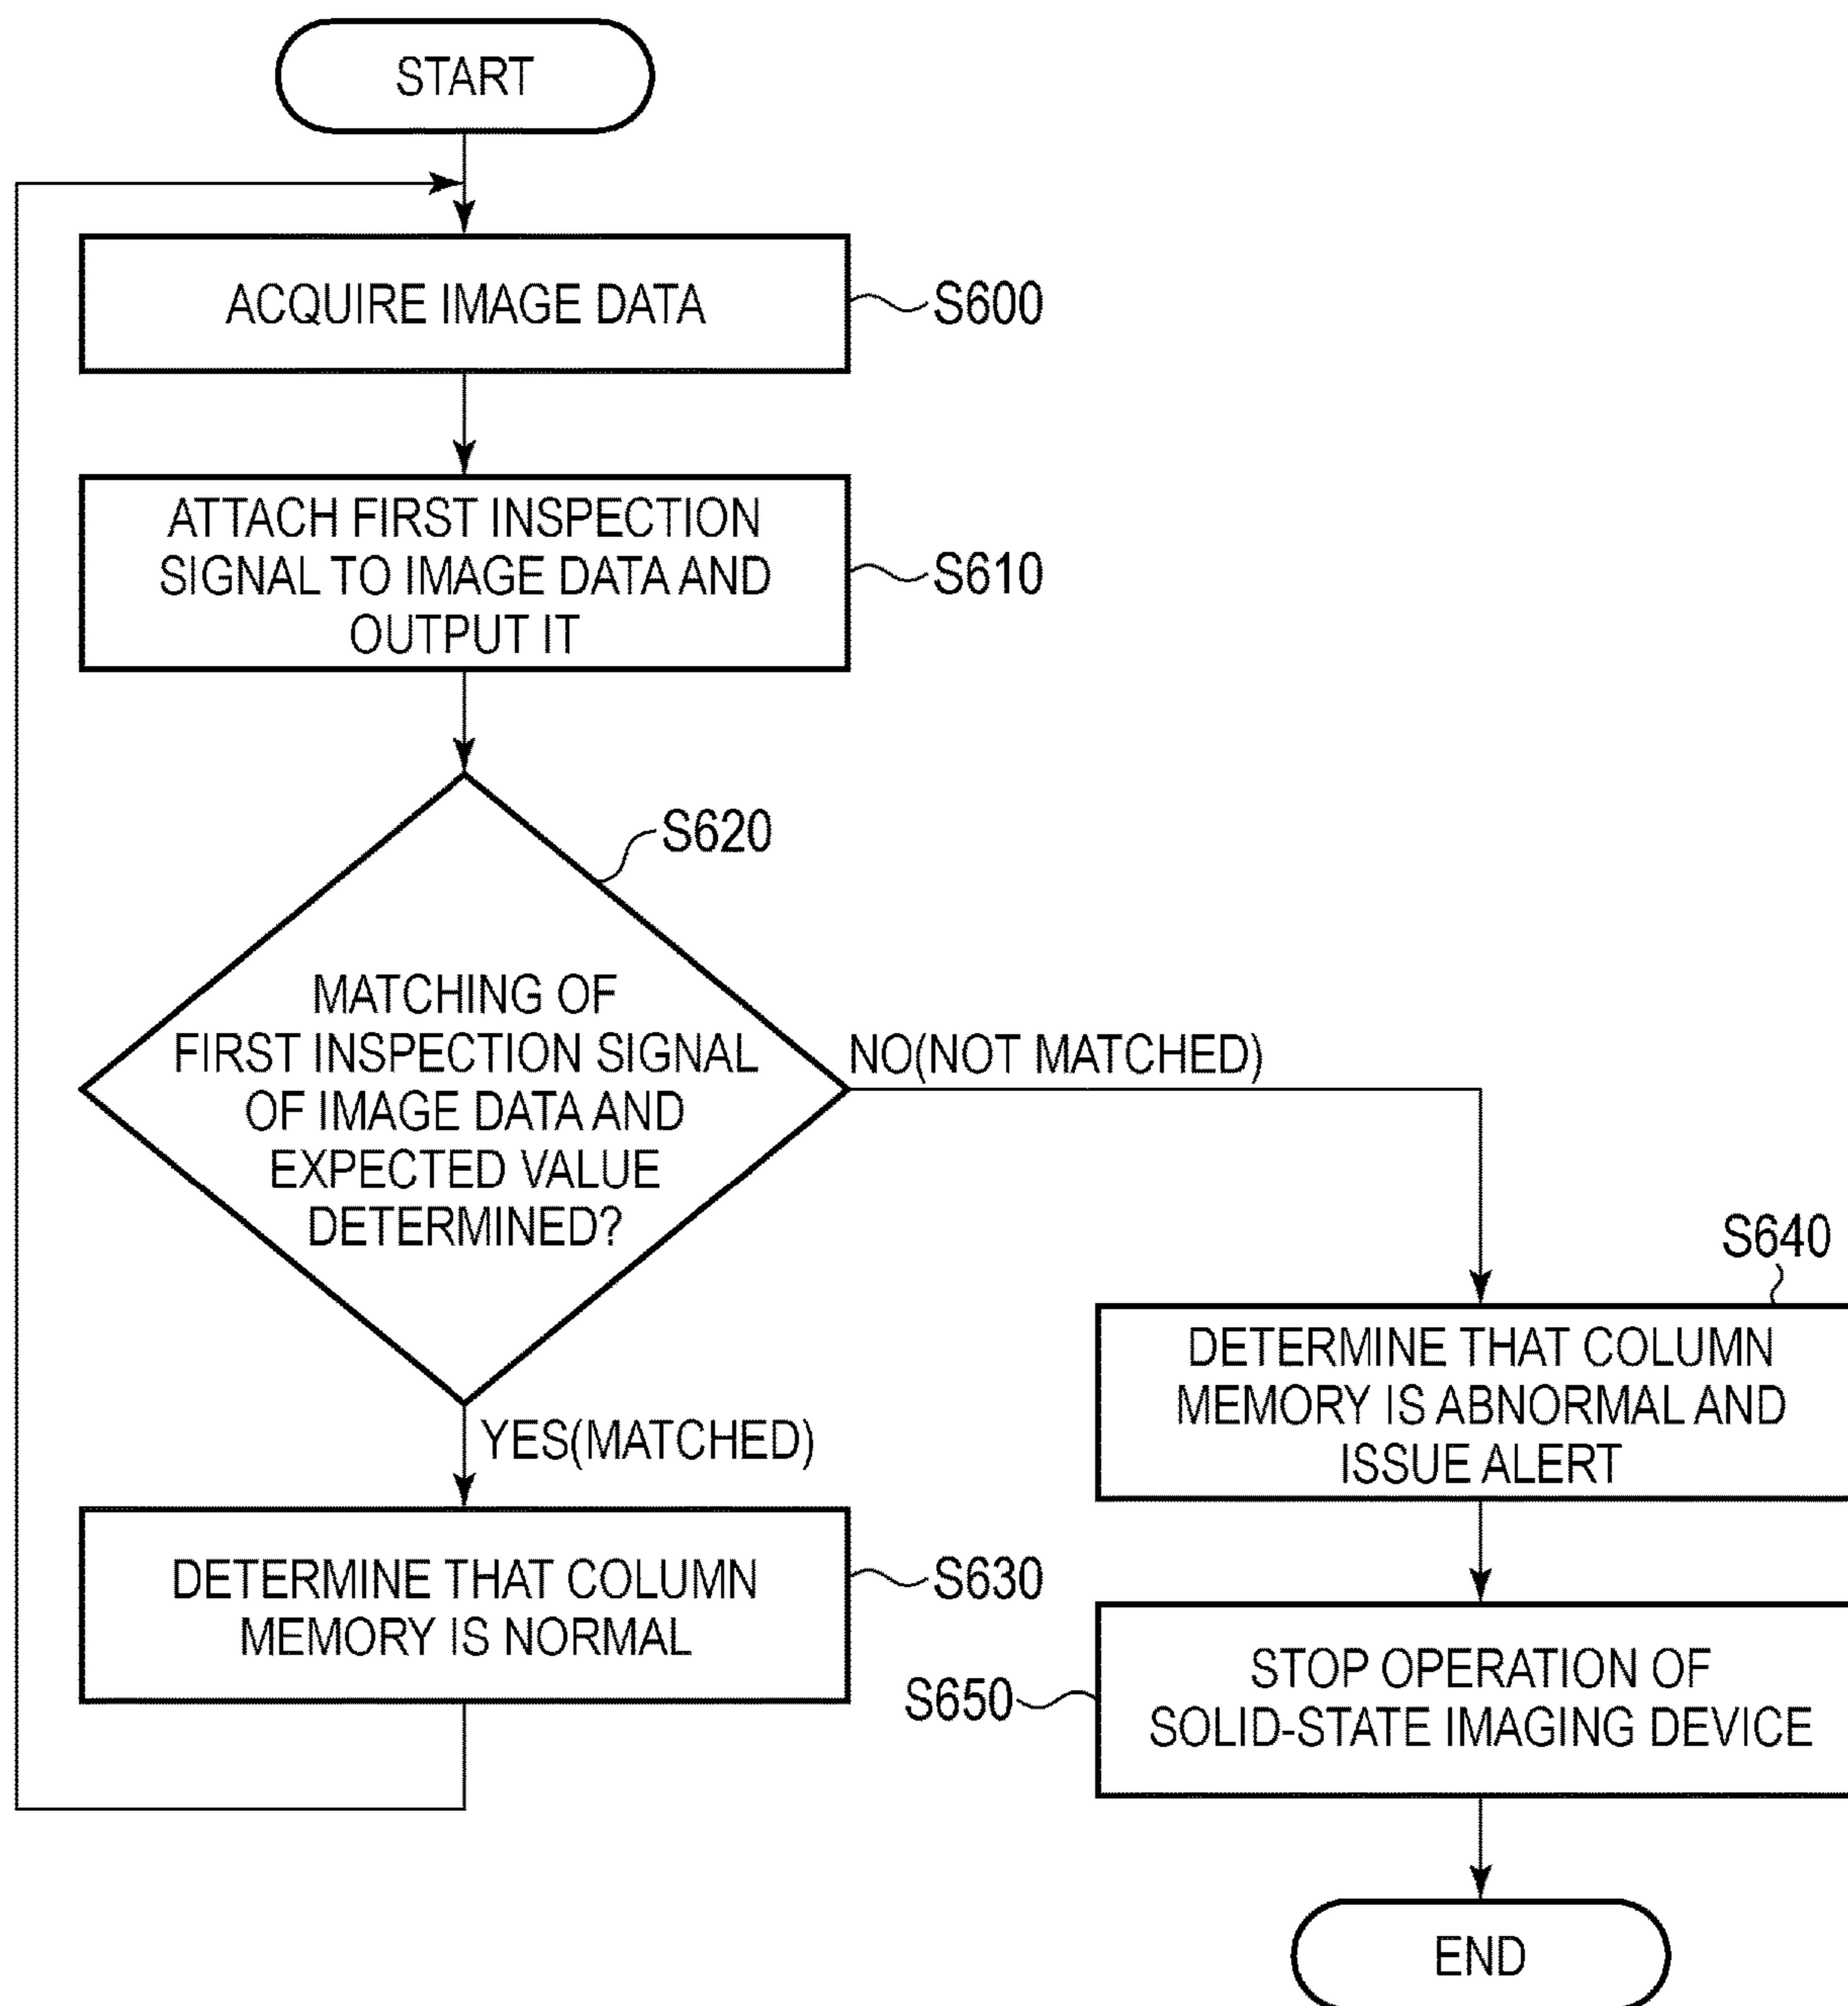 START
ACQUIRE IMAGE DATA
S600
ATTACH FIRST INSPECTION
SIGNAL TO IMAGE DATA AND
OUTPUT IT
S610
S620
MATCHING OF
FIRST INSPECTION SIGNAL
OF IMAGE DATA AND
EXPECTED VALUE
DETERMINED?
NO(NOT MATCHED)
YES(MATCHED)
DETERMINE THAT COLUMN
MEMORY IS NORMAL
S630
S640
DETERMINE THAT COLUMN
MEMORY IS ABNORMAL AND
ISSUE ALERT
S650
STOP OPERATION OF
SOLID-STATE IMAGING DEVICE
END